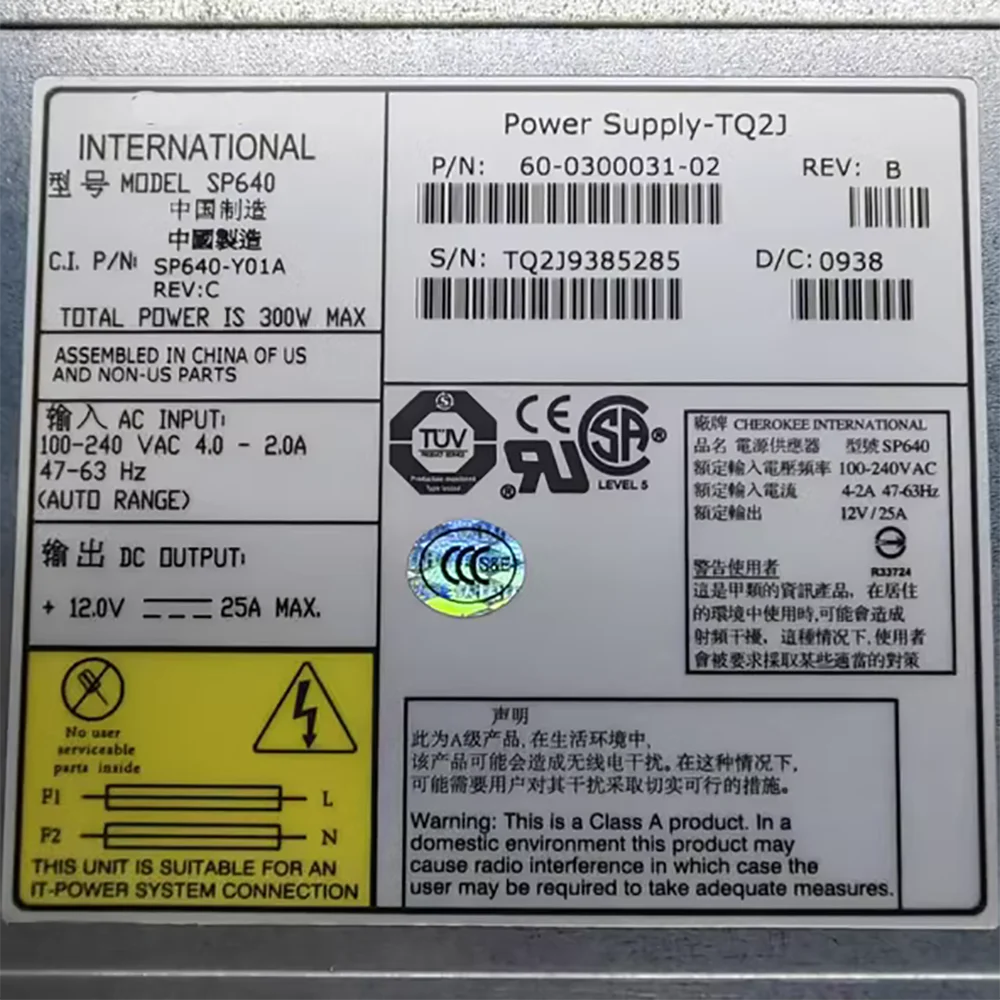 INTERNATIONAL
型号 MODEL SP640
中国制造
中國製造
C.I. P/N: SP640-Y01A
REV:C
TOTAL POWER IS 300W MAX
ASSEMBLED IN CHINA OF US
AND NON-US PARTS
输入 AC INPUT:
100-240 VAC 4.0 - 2.0A
47-63 Hz
(AUTO RANGE)
输出 DC OUTPUT:
+ 12.0V 25A MAX.
No user
serviceable
parts inside
F1 L
F2 N
THIS UNIT IS SUITABLE FOR AN
IT-POWER SYSTEM CONNECTION
Power Supply-TQ2J
P/N: 60-0300031-02 REV: B
S/N: TQ2J9385285 D/C:0938
S
TÜV
PRODUCT SERVICE
Production monitored
Type tested
CE
RU®
SA®
LEVEL 5
CCC S&E
廠牌 CHEROKEE INTERNATIONAL
品名 電源供應器 型號SP640
額定輸入電壓頻率 100-240VAC
額定輸入電流 4-2A 47-63Hz
額定輸出 12V/25A
R33724
警告使用者
這是甲類的資訊產品，在居住
的環境中使用時,可能會造成
射頻干擾，這種情況下,使用者
會被要求採取某些適當的對策
声明
此为A级产品,在生活环境中,
该产品可能会造成无线电干扰。在这种情况下,
可能需要用户对其干扰采取切实可行的措施。
Warning: This is a Class A product. In a
domestic environment this product may
cause radio interference in which case the
user may be required to take adequate measures.